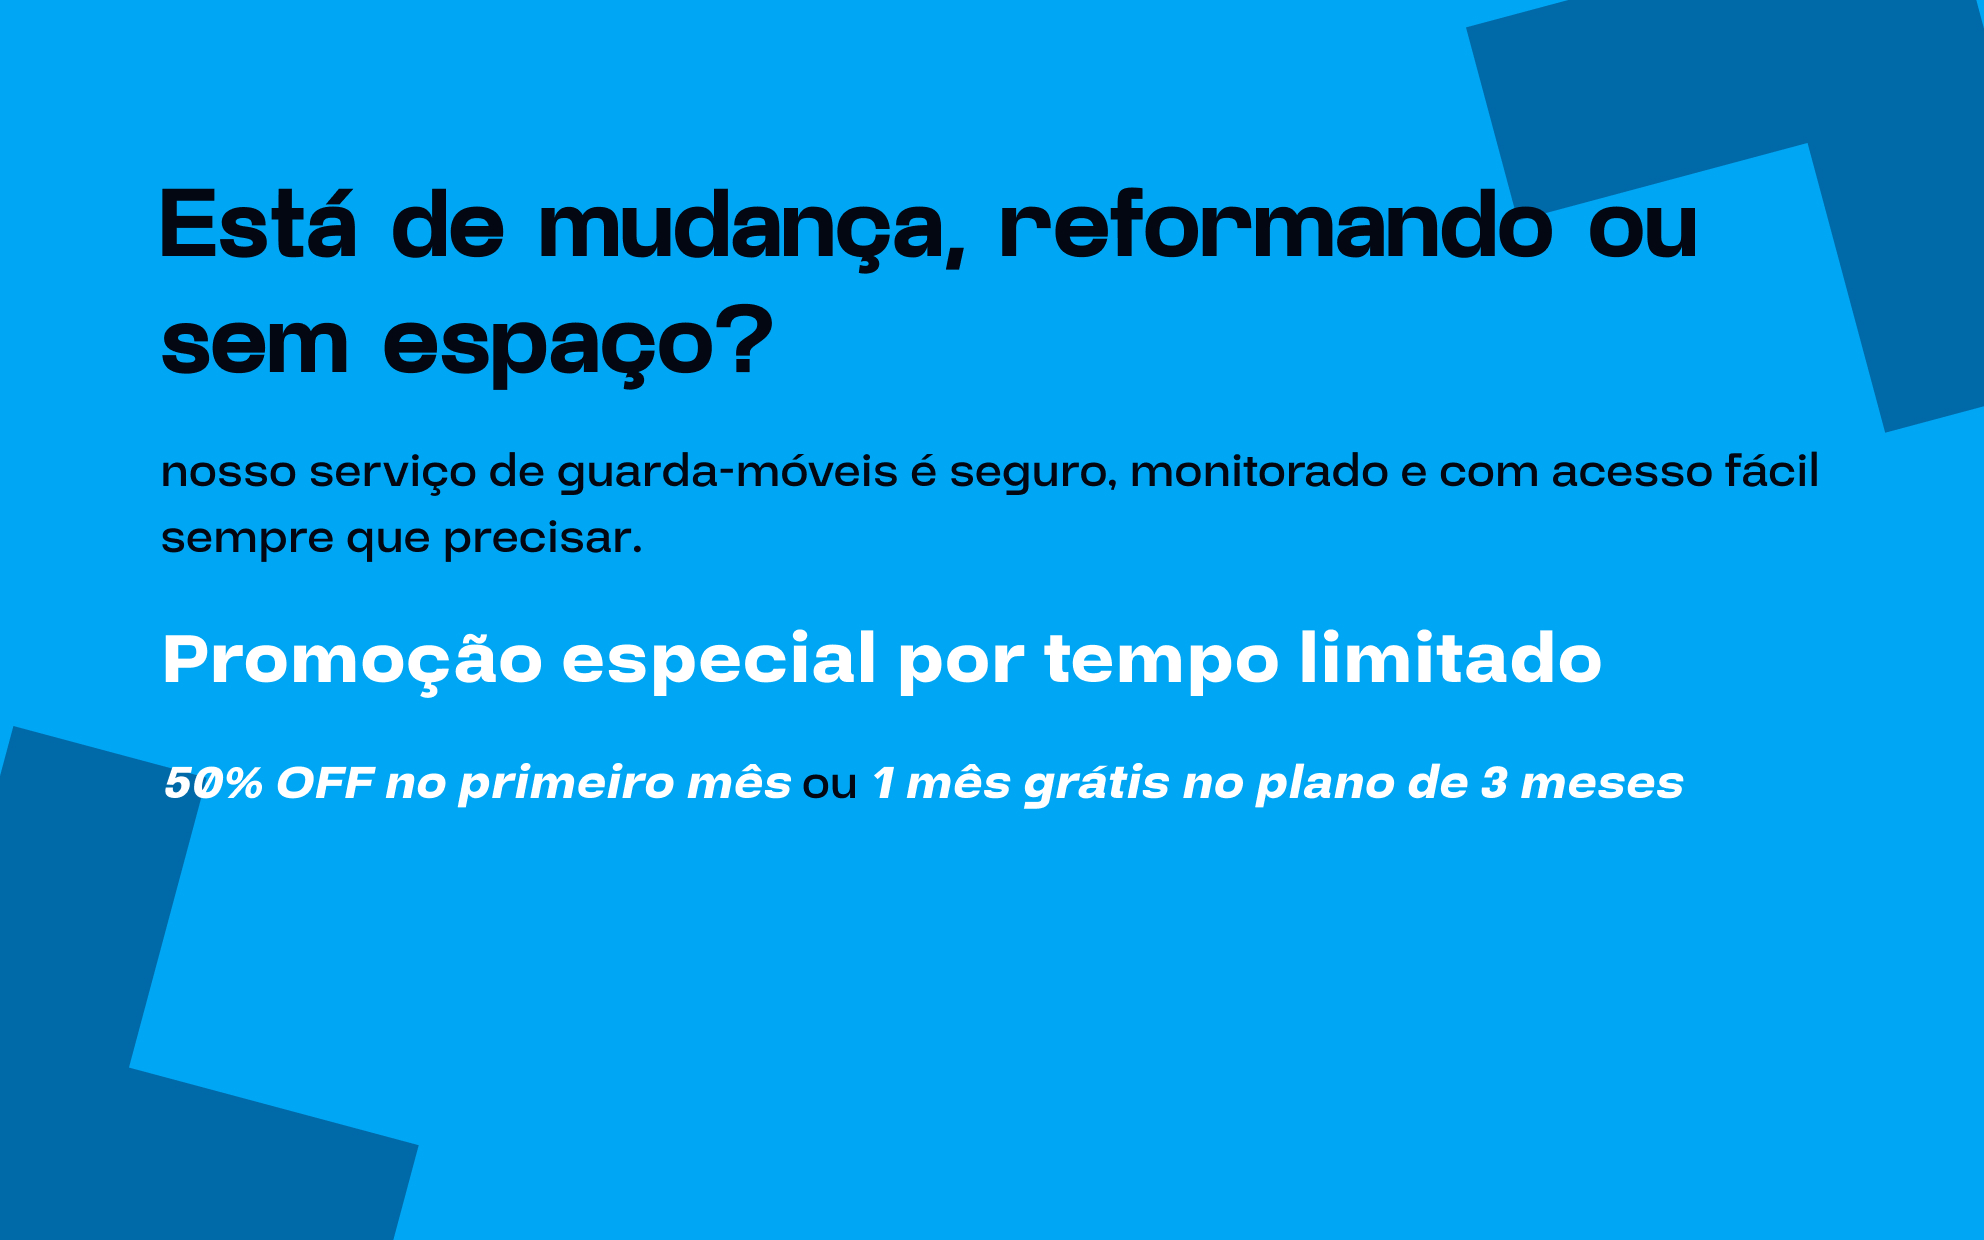 Está de mudança, reformando ou
sem espaço?
nosso serviço de guarda-móveis é seguro, monitorado e com acesso fácil
sempre que precisar.
Promoção especial por tempo limitado
50% OFF no primeiro mês ou 1 mês grátis no plano de 3 meses